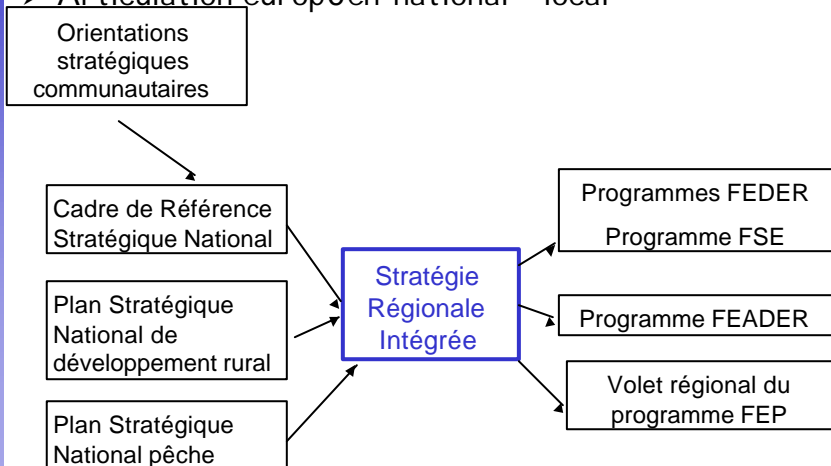 Articulation européen-national - local
Orientations
stratégiques
communautaires
Cadre de Référence
Stratégique National
Plan Stratégique
National de
développement rural
Plan Stratégique
National pêche
Stratégie
Régionale
Intégrée
Programmes FEDER
Programme FSE
Programme FEADER
Volet régional du
programme FEP